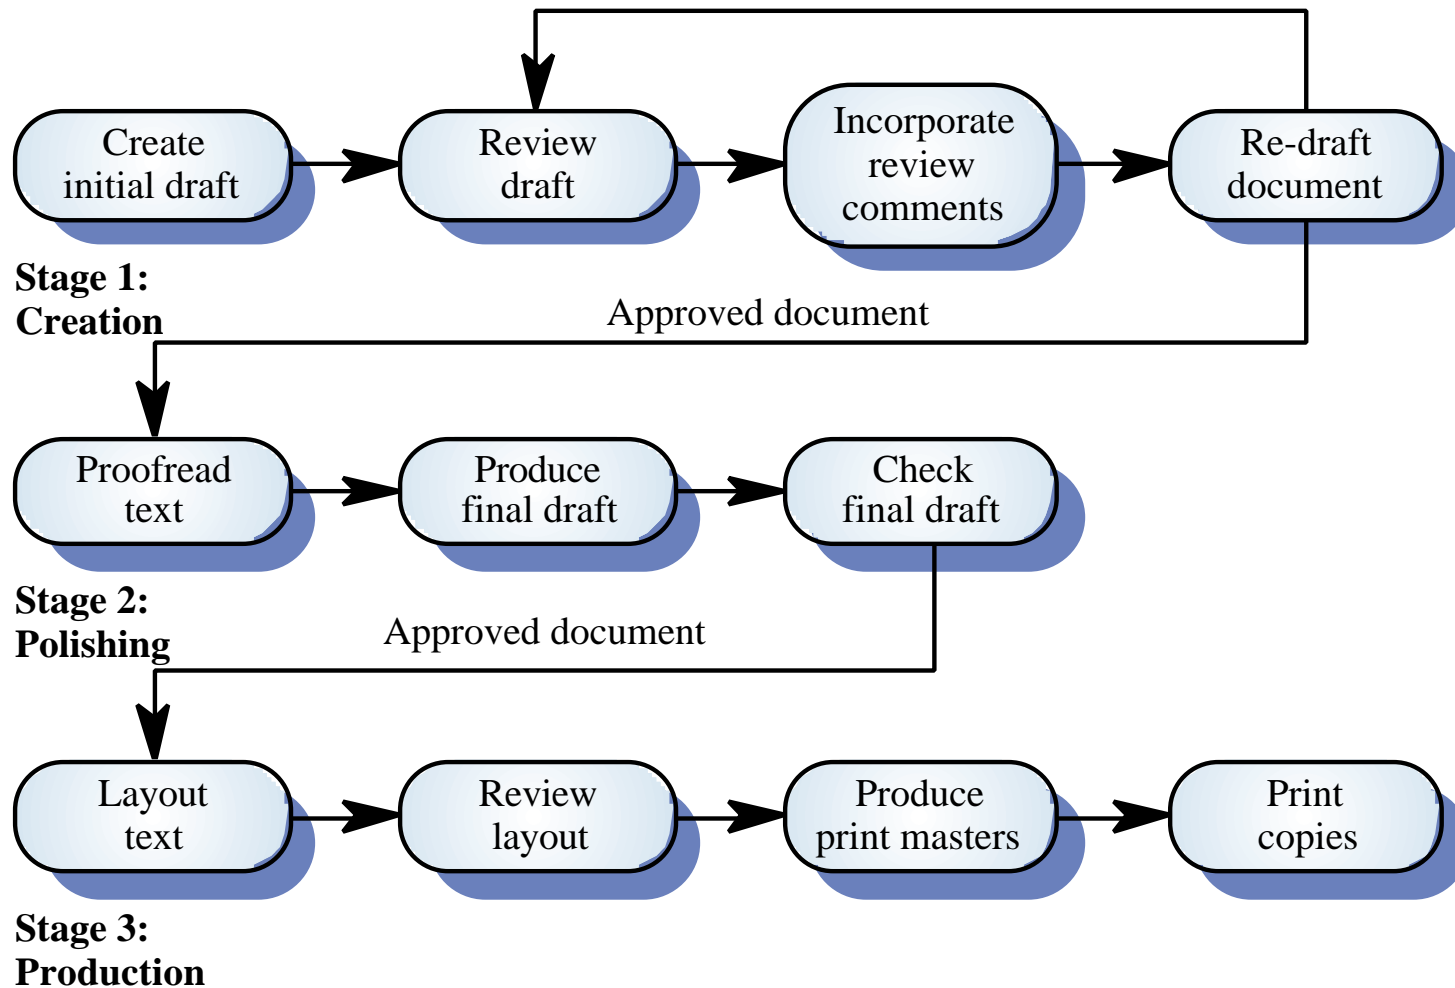 Create
initial draft
Review
draft
Incorporate
review
comments
Re-draft
document
Stage 1:
Creation
Approved document
Proofread
text
Produce
final draft
Check
final draft
Stage 2:
Polishing
Approved document
Layout
text
Review
layout
Produce
print masters
Print
copies
Stage 3:
Production